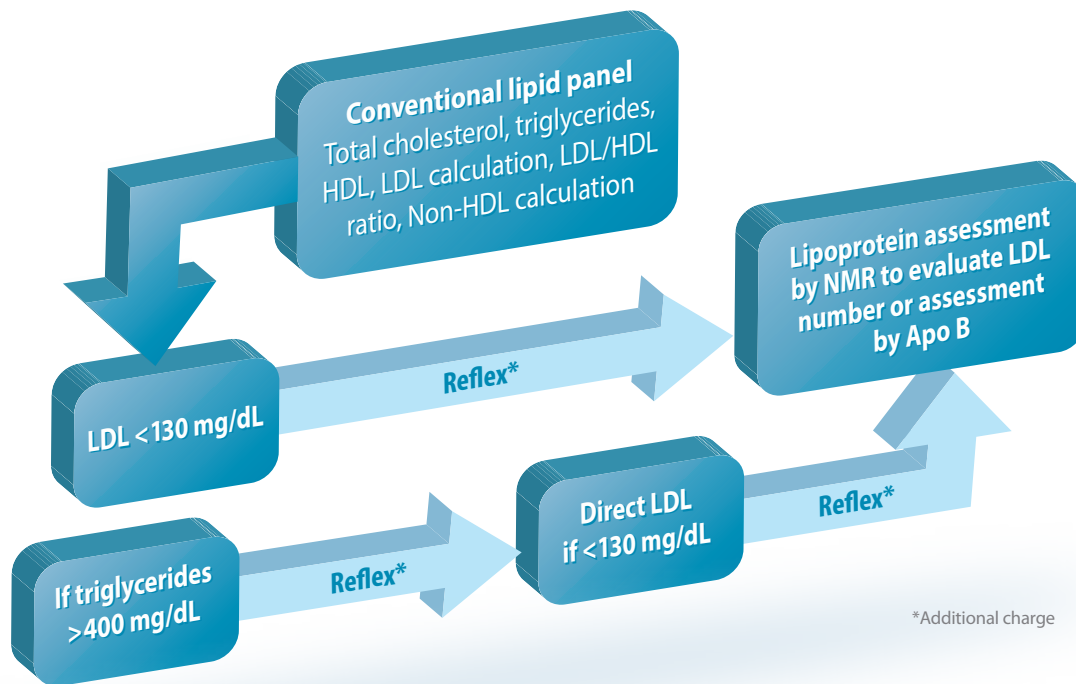 Conventional lipid panel
Total cholesterol, triglycerides,
HDL, LDL calculation, LDL/HDL
ratio, Non-HDL calculation
Lipoprotein assessment
by NMR to evaluate LDL
number or assessment
by Apo B
LDL <130 mg/dL
Reflex*
If triglycerides
>400 mg/dL
Reflex*
Direct LDL
if <130 mg/dL
Reflex*
*Additional charge